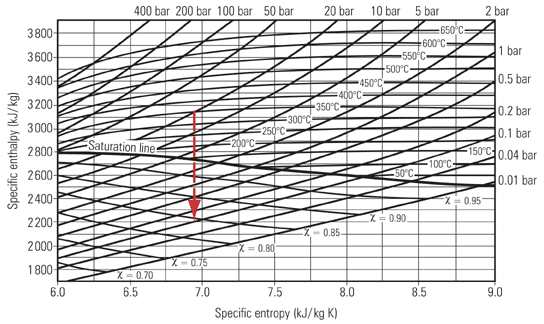 400 bar 200 bar 100 bar 50 bar 20 bar 10 bar 5 bar 2 bar
3800
3600
3400
3200
3000
2800
2600
2400
2200
2000
1800
Specific enthalpy (kJ/kg)
650°C
600°C
550°C
500°C
450°C
400°C
350°C
300°C
250°C
200°C
150°C
100°C
50°C
1 bar
0.5 bar
0.2 bar
0.1 bar
0.04 bar
0.01 bar
Saturation line
χ = 0.95
χ = 0.90
χ = 0.85
χ = 0.80
χ = 0.75
χ = 0.70
6.0 6.5 7.0 7.5 8.0 8.5 9.0
Specific entropy (kJ/kg K)